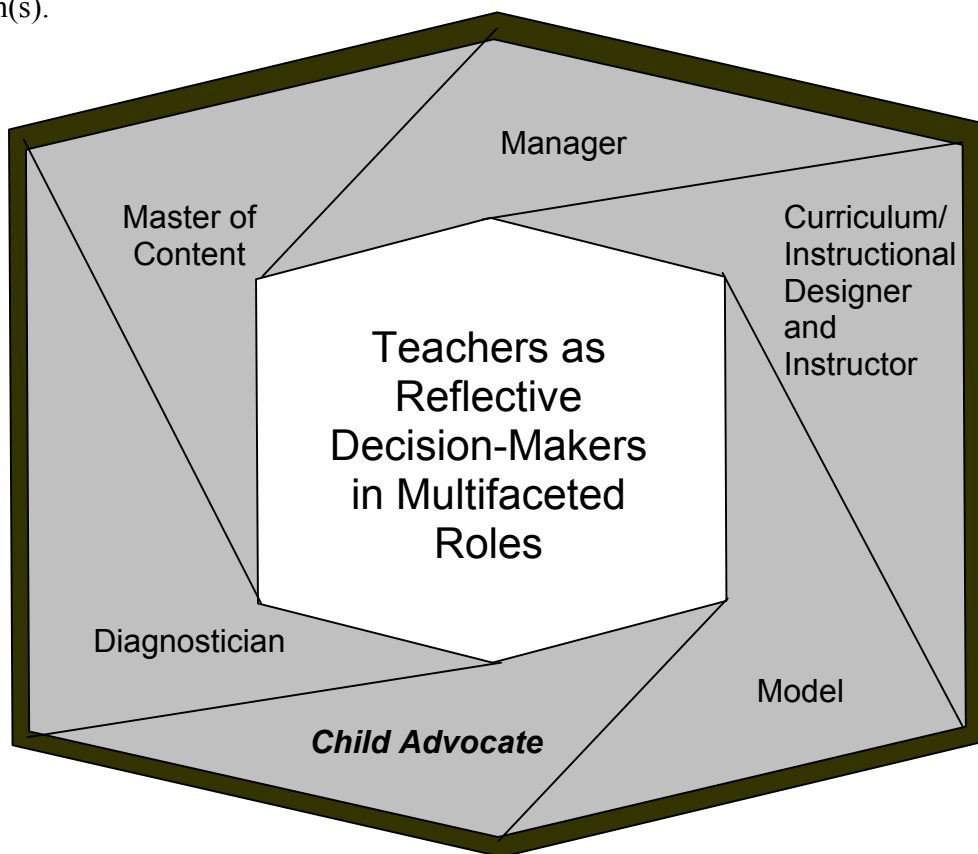 n(s).
Manager
Master of
Content
Curriculum/
Instructional
Designer
and
Instructor
Teachers as
Reflective
Decision-Makers
in Multifaceted
Roles
Diagnostician
Model
Child Advocate